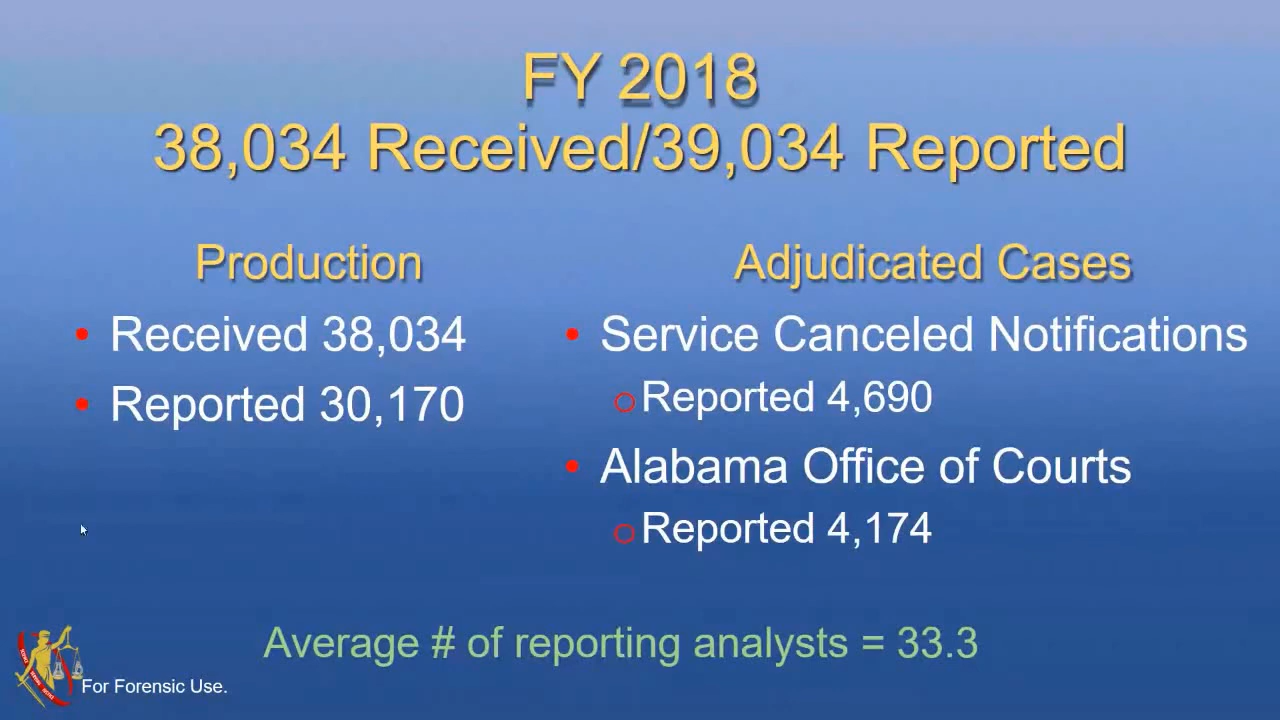 FY 2018
38,034 Received/39,034 Reported
Production
• Received 38,034
• Reported 30,170
Adjudicated Cases
• Service Canceled Notifications
o Reported 4,690
• Alabama Office of Courts
o Reported 4,174
Average # of reporting analysts = 33.3
For Forensic Use.